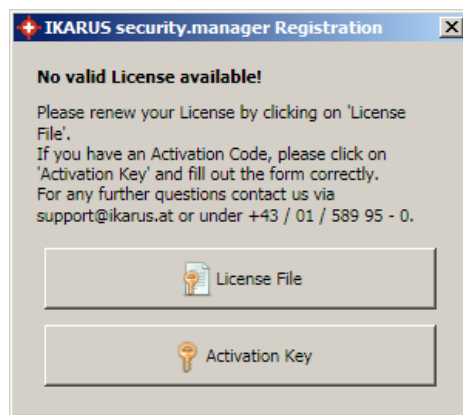 IKARUS security.manager Registration
No valid License available!
Please renew your License by clicking on 'License
File'.
If you have an Activation Code, please click on
'Activation Key' and fill out the form correctly.
For any further questions contact us via
support@ikarus.at or under +43 / 01 / 589 95 - 0.
License File
Activation Key